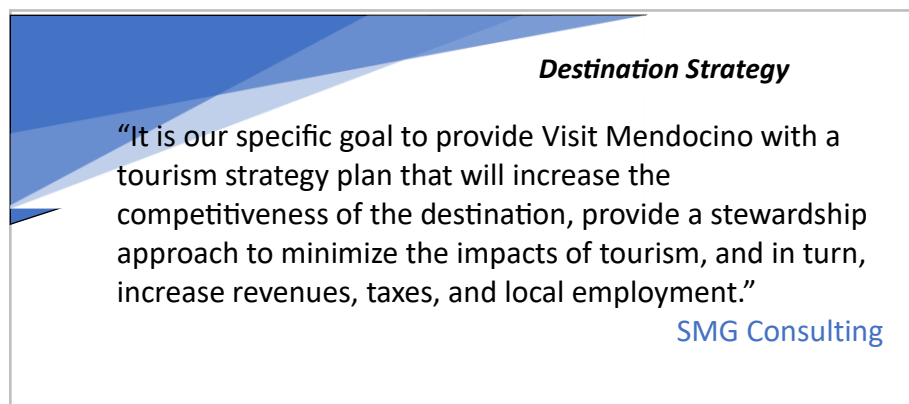 Destination Strategy
“It is our specific goal to provide Visit Mendocino with a
tourism strategy plan that will increase the
competitiveness of the destination, provide a stewardship
approach to minimize the impacts of tourism, and in turn,
increase revenues, taxes, and local employment.”
SMG Consulting